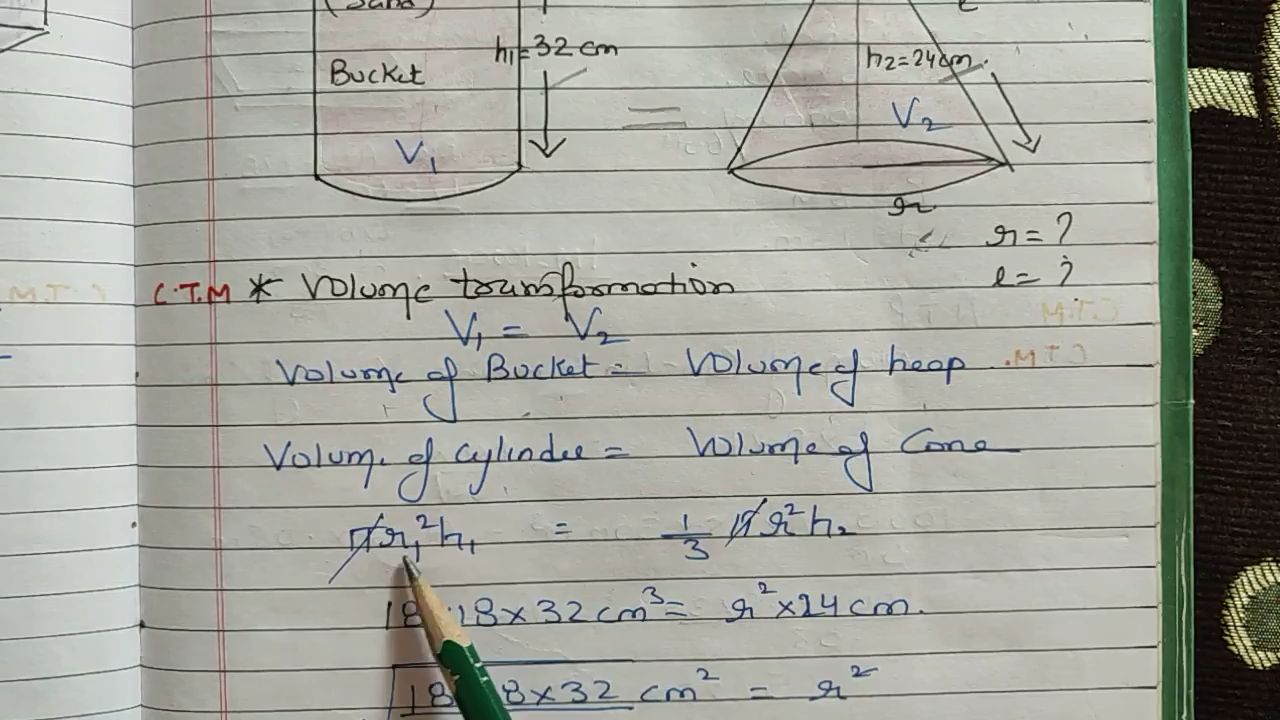 (Sand)
h₁=32 cm
Bucket
V₁
=
l
h₂=24cm.
V₂
r
r = ?
l = ?
C.T.M * Volume transformation
V₁ = V₂
Volume of Bucket = Volume of heap
Volume of Cylinder = Volume of Cone
πr₁²h₁ = 1/3 πr²h₂
18×18×32 cm³ = r²×24 cm.
18 8×32 cm² = r²